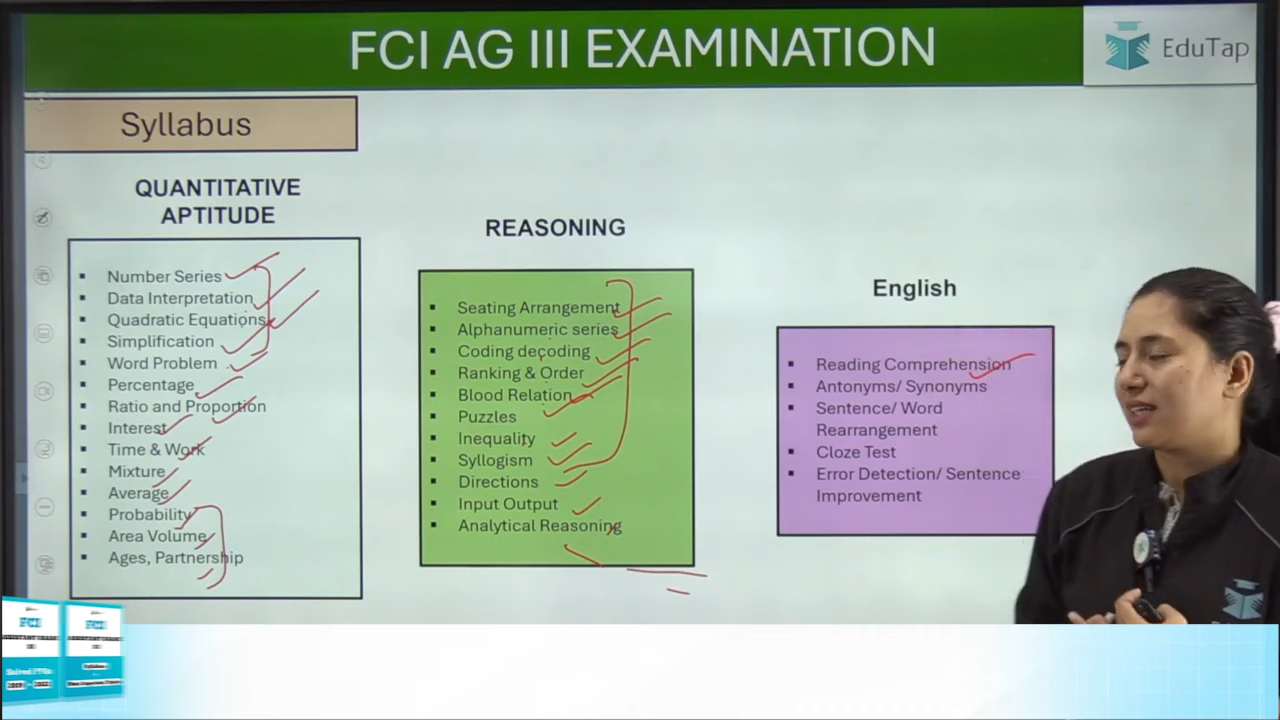 FCI AG III EXAMINATION
EduTap
Syllabus
QUANTITATIVE
APTITUDE
▪ Number Series
▪ Data Interpretation
▪ Quadratic Equations
▪ Simplification
▪ Word Problem
▪ Percentage
▪ Ratio and Proportion
▪ Interest
▪ Time & Work
▪ Mixture
▪ Average
▪ Probability
▪ Area Volume
▪ Ages, Partnership
REASONING
▪ Seating Arrangement
▪ Alphanumeric series
▪ Coding decoding
▪ Ranking & Order
▪ Blood Relation
▪ Puzzles
▪ Inequality
▪ Syllogism
▪ Directions
▪ Input Output
▪ Analytical Reasoning
English
▪ Reading Comprehension
▪ Antonyms/ Synonyms
▪ Sentence/ Word
Rearrangement
▪ Cloze Test
▪ Error Detection/ Sentence
Improvement
FCI
FCI